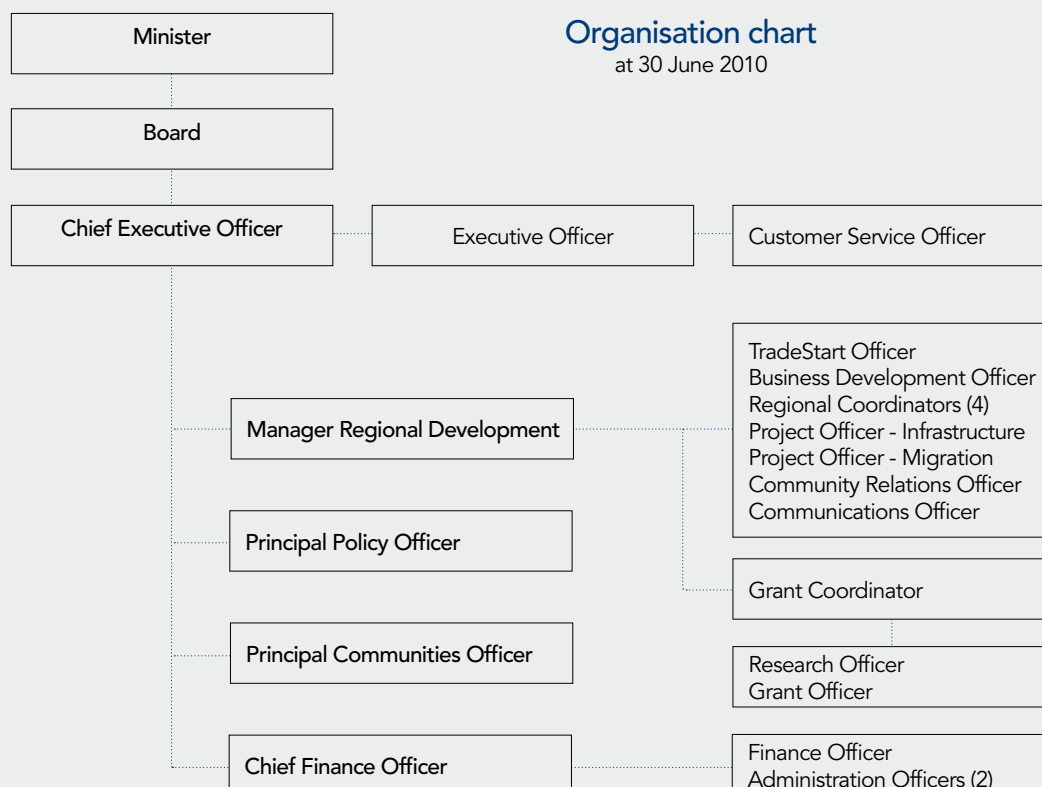 Organisation chart
at 30 June 2010
Minister
Board
Chief Executive Officer
Executive Officer
Customer Service Officer
Manager Regional Development
TradeStart Officer
Business Development Officer
Regional Coordinators (4)
Project Officer - Infrastructure
Project Officer - Migration
Community Relations Officer
Communications Officer
Principal Policy Officer
Grant Coordinator
Principal Communities Officer
Research Officer
Grant Officer
Chief Finance Officer
Finance Officer
Administration Officers (2)